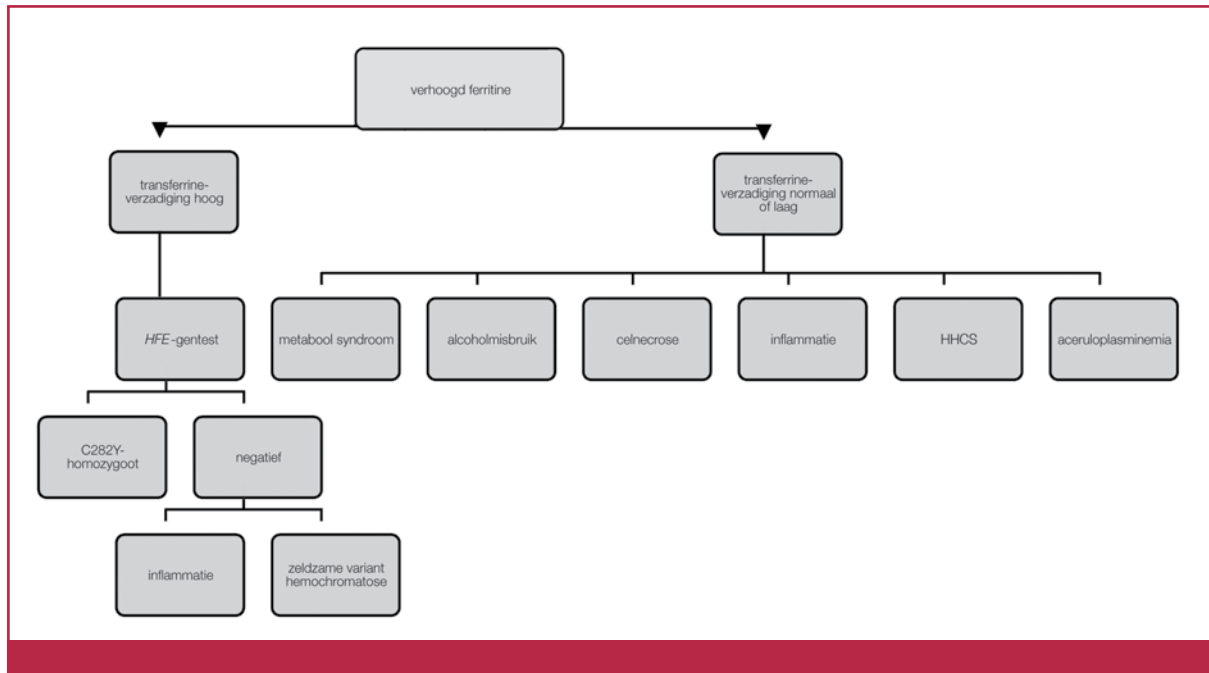 verhoogd ferritine
transferrine-
verzadiging hoog
transferrine-
verzadiging normaal
of laag
HFE-gentest
metabool syndroom
alcoholmisbruik
celnecrose
inflammatie
HHCS
aceruloplasminemia
C282Y-
homozygoot
negatief
inflammatie
zeldzame variant
hemochromatose